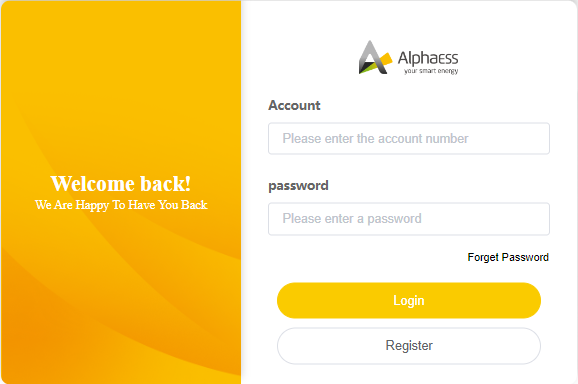 Alphaess
your smart energy
Account
Please enter the account number
password
Please enter a password
Forget Password
Login
Register
Welcome back!
We Are Happy To Have You Back